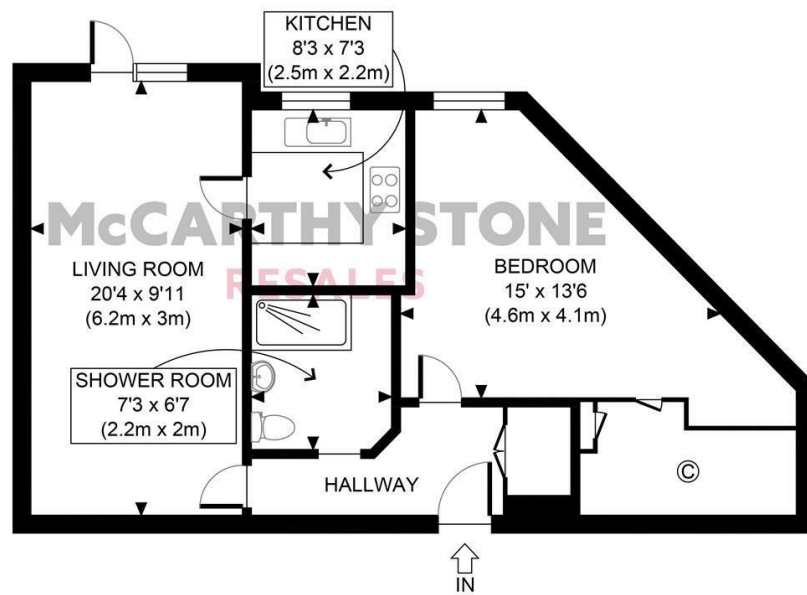 KITCHEN
8'3 x 7'3
(2.5m x 2.2m)
McCARTHY STONE
RESALES
LIVING ROOM
20'4 x 9'11
(6.2m x 3m)
BEDROOM
15' x 13'6
(4.6m x 4.1m)
SHOWER ROOM
7'3 x 6'7
(2.2m x 2m)
HALLWAY
©
IN